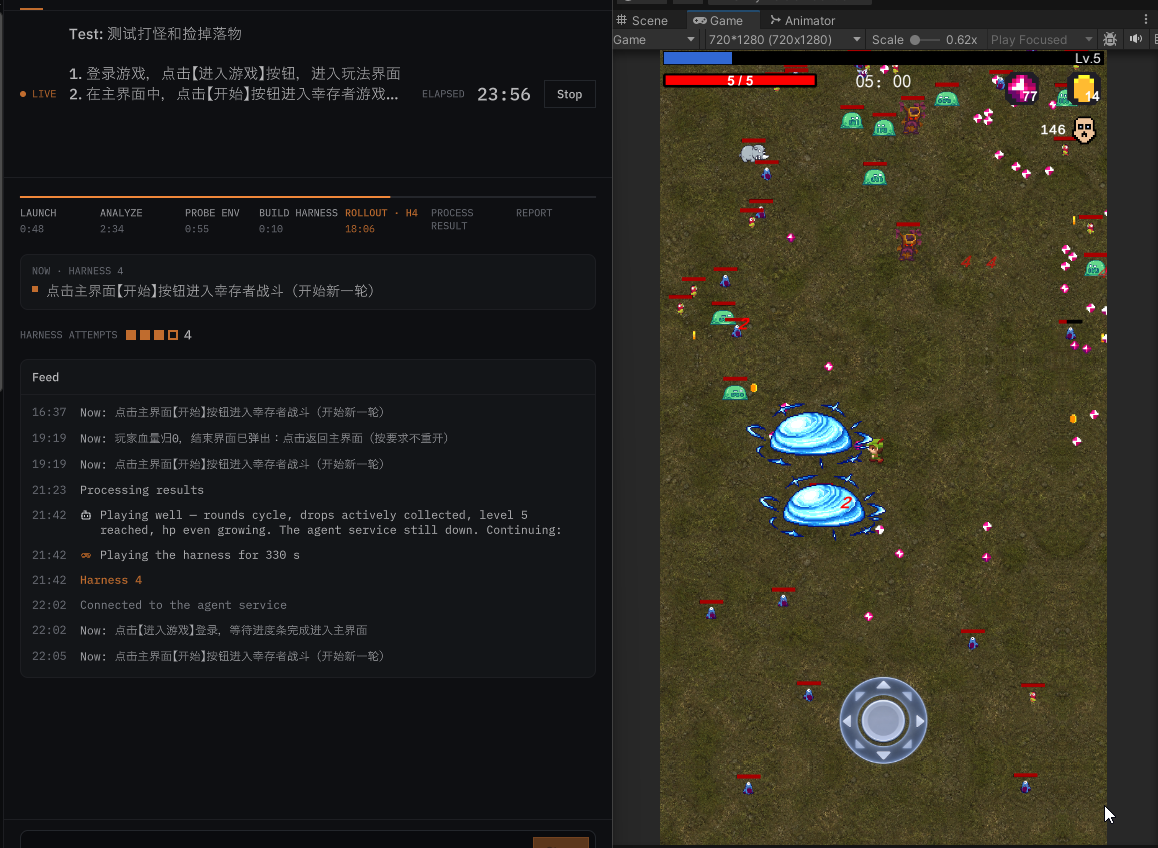 Test: 测试打怪和捡掉落物
1. 登录游戏，点击【进入游戏】按钮，进入玩法界面
LIVE
2. 在主界面中，点击【开始】按钮进入幸存者游戏...
ELAPSED 23:56
Stop
LAUNCH
0:48
ANALYZE
2:34
PROBE ENV
0:55
BUILD HARNESS
0:10
ROLLOUT · H4
18:06
PROCESS
RESULT
REPORT
NOW · HARNESS 4
点击主界面【开始】按钮进入幸存者战斗（开始新一轮）
HARNESS ATTEMPTS 4
Feed
16:37 Now: 点击主界面【开始】按钮进入幸存者战斗（开始新一轮）
19:19 Now: 玩家血量归0，结束界面已弹出：点击返回主界面（按要求不重开）
19:19 Now: 点击主界面【开始】按钮进入幸存者战斗（开始新一轮）
21:23 Processing results
21:42 Playing well — rounds cycle, drops actively collected, level 5
reached, hp even growing. The agent service still down. Continuing:
21:42 Playing the harness for 330 s
21:42 Harness 4
22:02 Connected to the agent service
22:02 Now: 点击【进入游戏】登录，等待进度条完成进入主界面
22:05 Now: 点击主界面【开始】按钮进入幸存者战斗（开始新一轮）
Scene
Game
Animator
Game
720*1280 (720x1280)
Scale
0.62x
Play Focused
Lv.5
5 / 5
05: 00
77
14
146
2
2